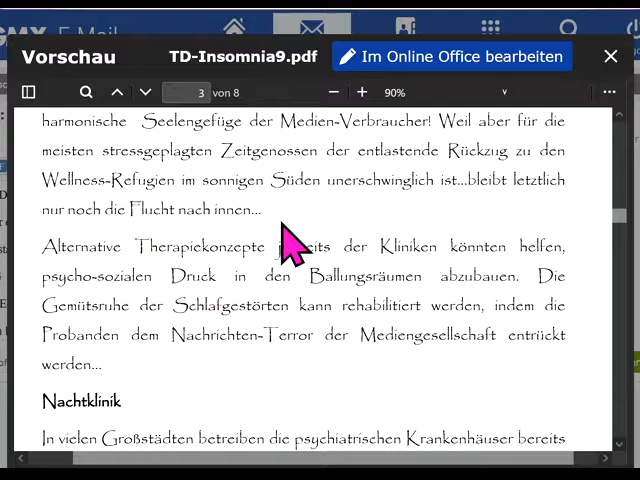 E-Mail
Vorschau TD-Insomnia9.pdf Im Online Office bearbeiten
3 von 8 90%
harmonische Seelengefüge der Medien-Verbraucher! Weil aber für die
meisten stressgeplagten Zeitgenossen der entlastende Rückzug zu den
Wellness-Refugien im sonnigen Süden unerschwinglich ist...bleibt letztlich
nur noch die Flucht nach innen...
Alternative Therapiekonzepte der Kliniken könnten helfen,
psycho-sozialen Druck in den Ballungsräumen abzubauen. Die
Gemütsruhe der Schlafgestörten kann rehabilitiert werden, indem die
Probanden dem Nachrichten-Terror der Mediengesellschaft entrückt
werden...
Nachtklinik
In vielen Großstädten betreiben die psychiatrischen Krankenhäuser bereits